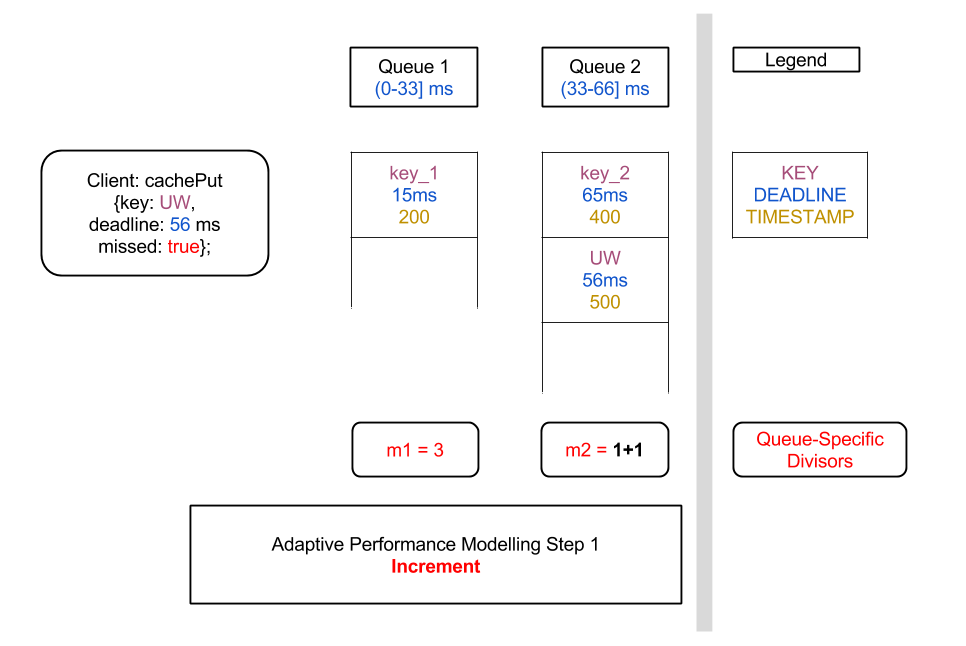 Queue 1
(0-33] ms
Queue 2
(33-66] ms
Legend
Client: cachePut
{key: UW,
deadline: 56 ms
missed: true};
key_1
15ms
200
key_2
65ms
400
UW
56ms
500
KEY
DEADLINE
TIMESTAMP
m1 = 3
m2 = 1+1
Queue-Specific
Divisors
Adaptive Performance Modelling Step 1
Increment